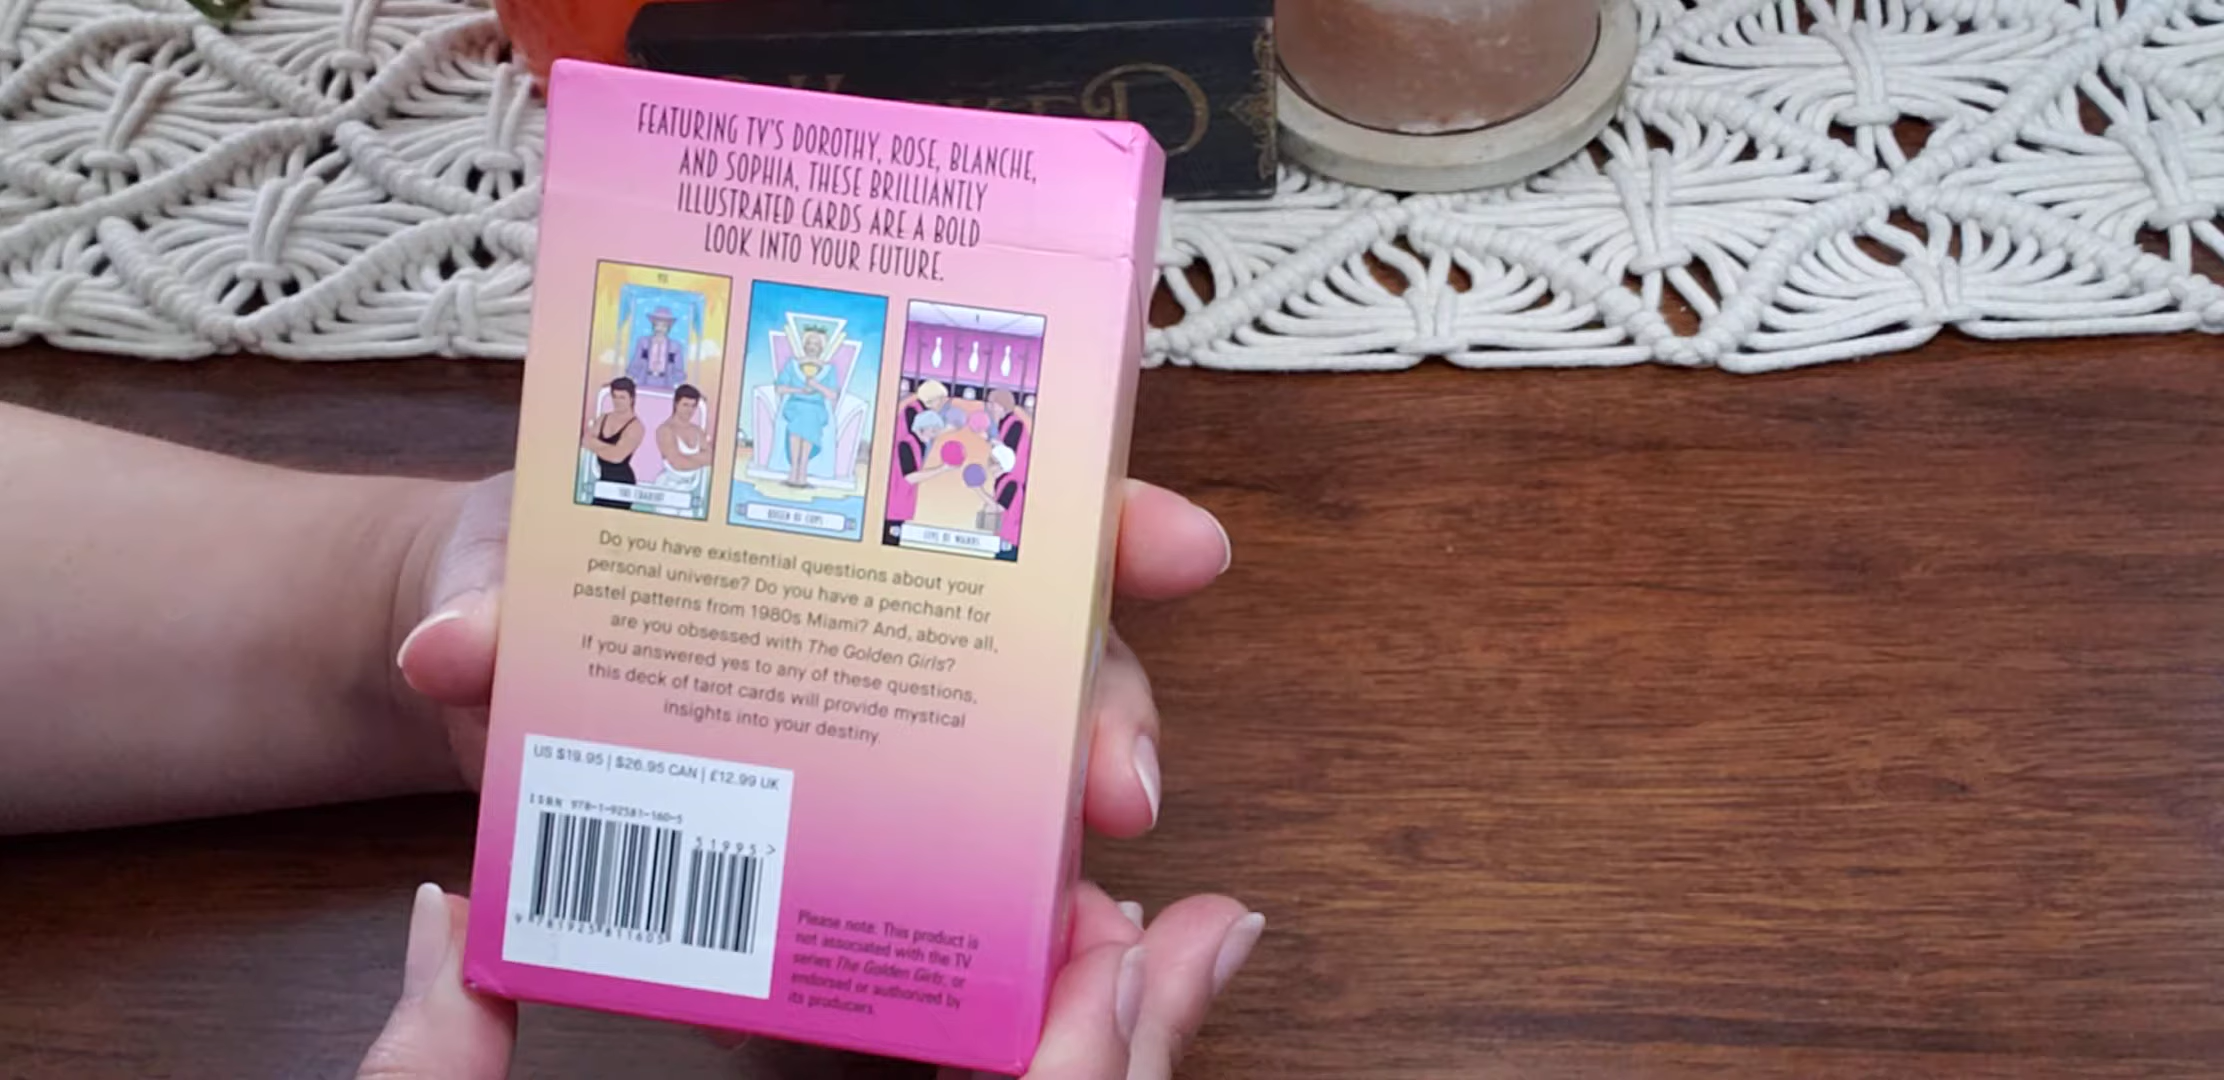 FEATURING TV'S DOROTHY, ROSE, BLANCHE,
AND SOPHIA, THESE BRILLIANTLY
ILLUSTRATED CARDS ARE A BOLD
LOOK INTO YOUR FUTURE.
VII
THE CHARIOT
QUEEN OF CUPS
Do you have existential questions about your
personal universe? Do you have a penchant for
pastel patterns from 1980s Miami? And, above all,
are you obsessed with The Golden Girls?
If you answered yes to any of these questions,
this deck of tarot cards will provide mystical
insights into your destiny.
US $19.95 | $26.95 CAN | £12.99 UK
ISBN 978-1-92581-160-5
51995>
9 781925 811605
Please note: This product is
not associated with the TV
series The Golden Girls, or
endorsed or authorized by
its producers.